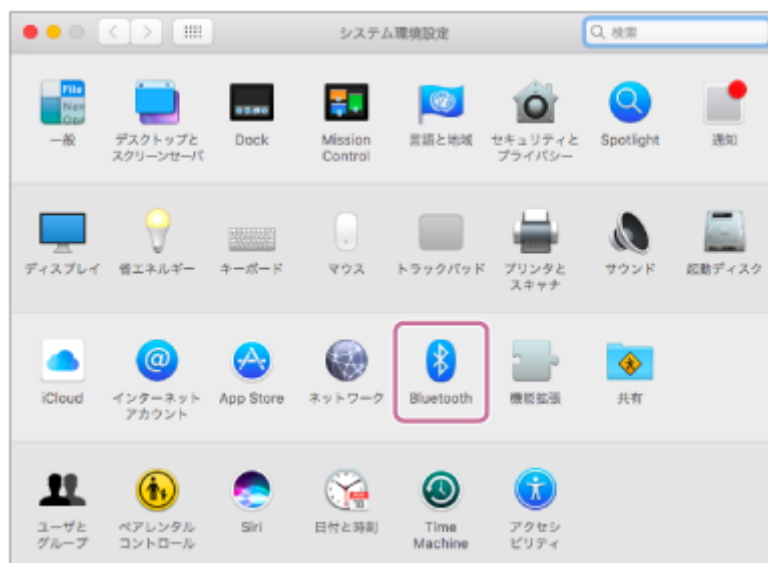 システム環境設定
検索
File
New
Ope
一般
デスクトップと
スクリーンセーバ
Dock
Mission
Control
言語と地域
セキュリティと
プライバシー
Spotlight
通知
ディスプレイ
省エネルギー
キーボード
マウス
トラックパッド
プリンタと
スキャナ
サウンド
起動ディスク
iCloud
インターネット
アカウント
App Store
ネットワーク
Bluetooth
機能拡張
共有
ユーザと
グループ
ペアレンタル
コントロール
Siri
日付と時刻
Time
Machine
アクセシ
ビリティ